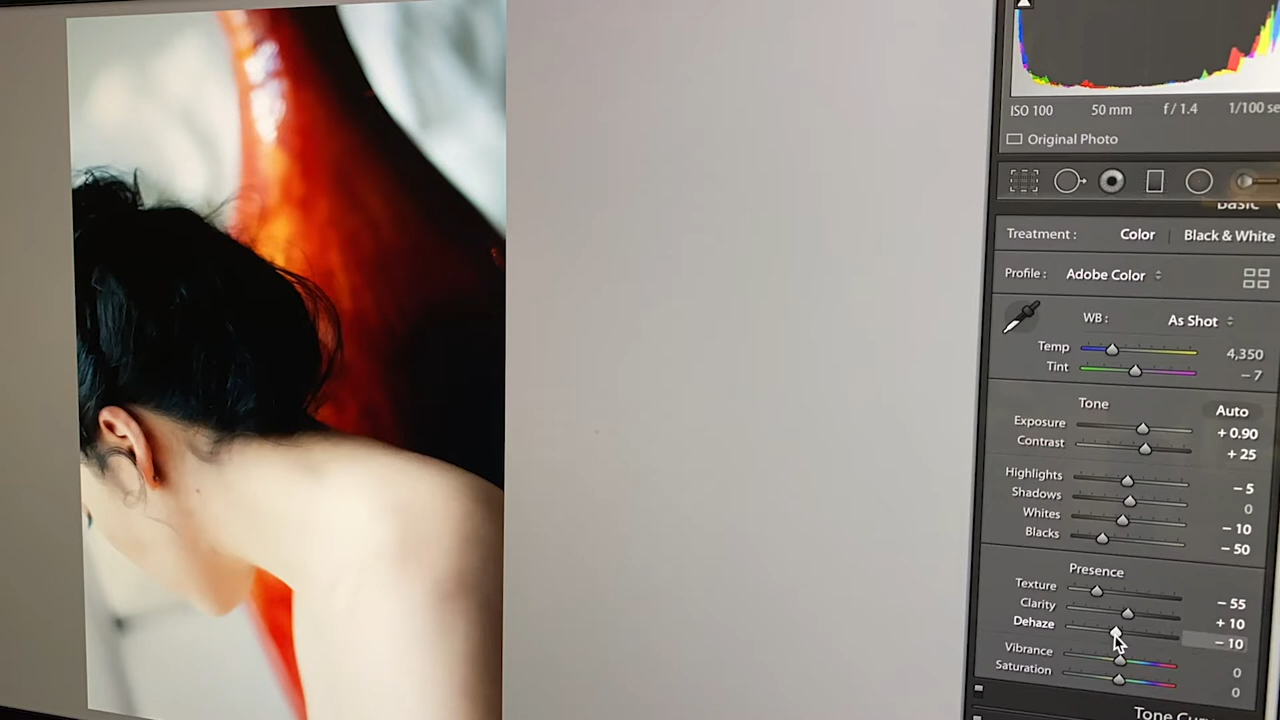 ISO 100 50 mm f / 1.4 1/100 se
Original Photo
Basic
Treatment : Color | Black & White
Profile : Adobe Color
WB : As Shot
Temp 4,350
Tint - 7
Tone Auto
Exposure + 0.90
Contrast + 25
Highlights - 5
Shadows 0
Whites - 10
Blacks - 50
Presence
Texture - 55
Clarity + 10
Dehaze - 10
Vibrance 0
Saturation 0
Tone Cu